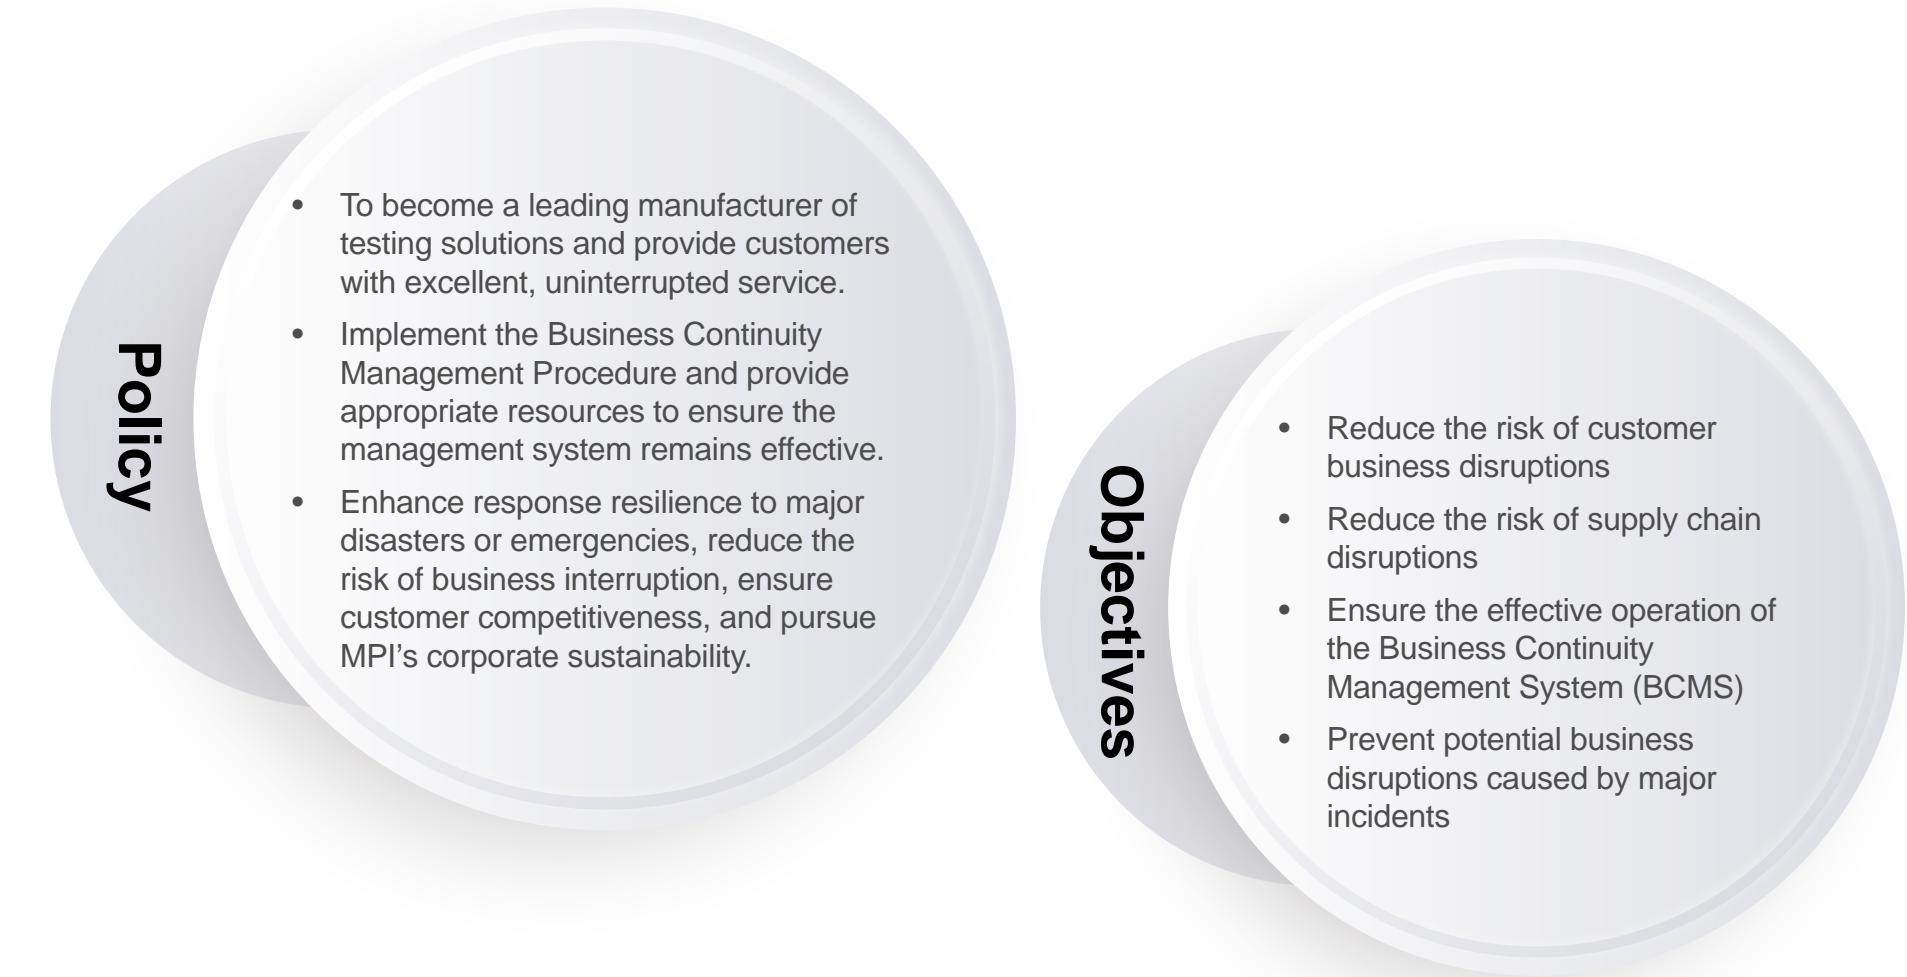 Policy
• To become a leading manufacturer of
testing solutions and provide customers
with excellent, uninterrupted service.
• Implement the Business Continuity
Management Procedure and provide
appropriate resources to ensure the
management system remains effective.
• Enhance response resilience to major
disasters or emergencies, reduce the
risk of business interruption, ensure
customer competitiveness, and pursue
MPI’s corporate sustainability.
Objectives
• Reduce the risk of customer
business disruptions
• Reduce the risk of supply chain
disruptions
• Ensure the effective operation of
the Business Continuity
Management System (BCMS)
• Prevent potential business
disruptions caused by major
incidents